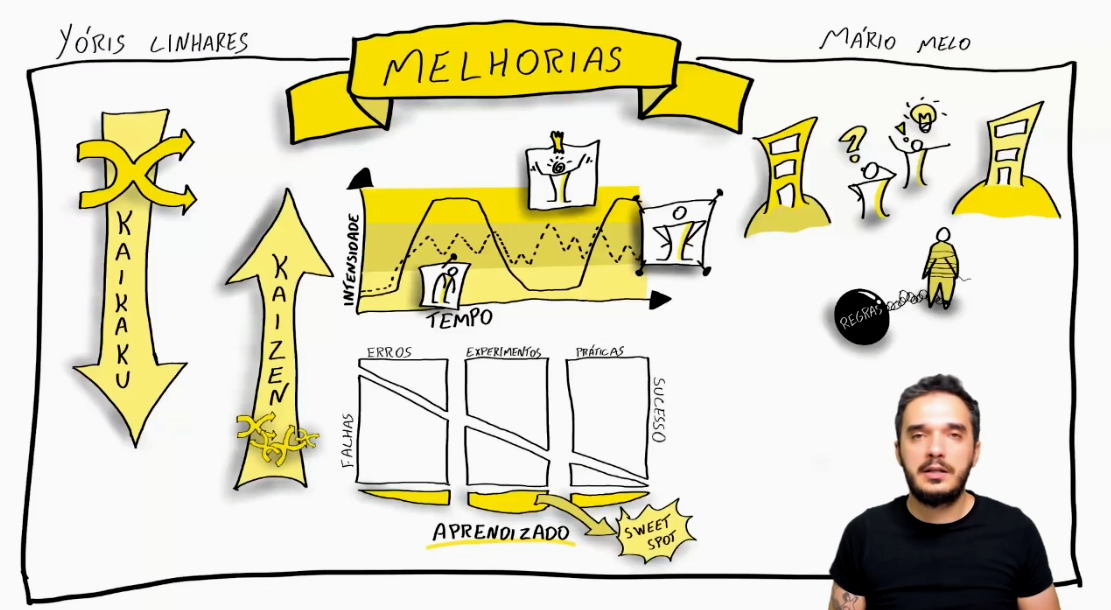 YÓRIS LINHARES
MELHORIAS
MÁRIO MELO
KAIKAKU
KAIZEN
INTENSIDADE
TEMPO
?
!
M
REGRAS
ERROS
EXPERIMENTOS
PRÁTICAS
FALHAS
SUCESSO
APRENDIZADO
SWEET
SPOT